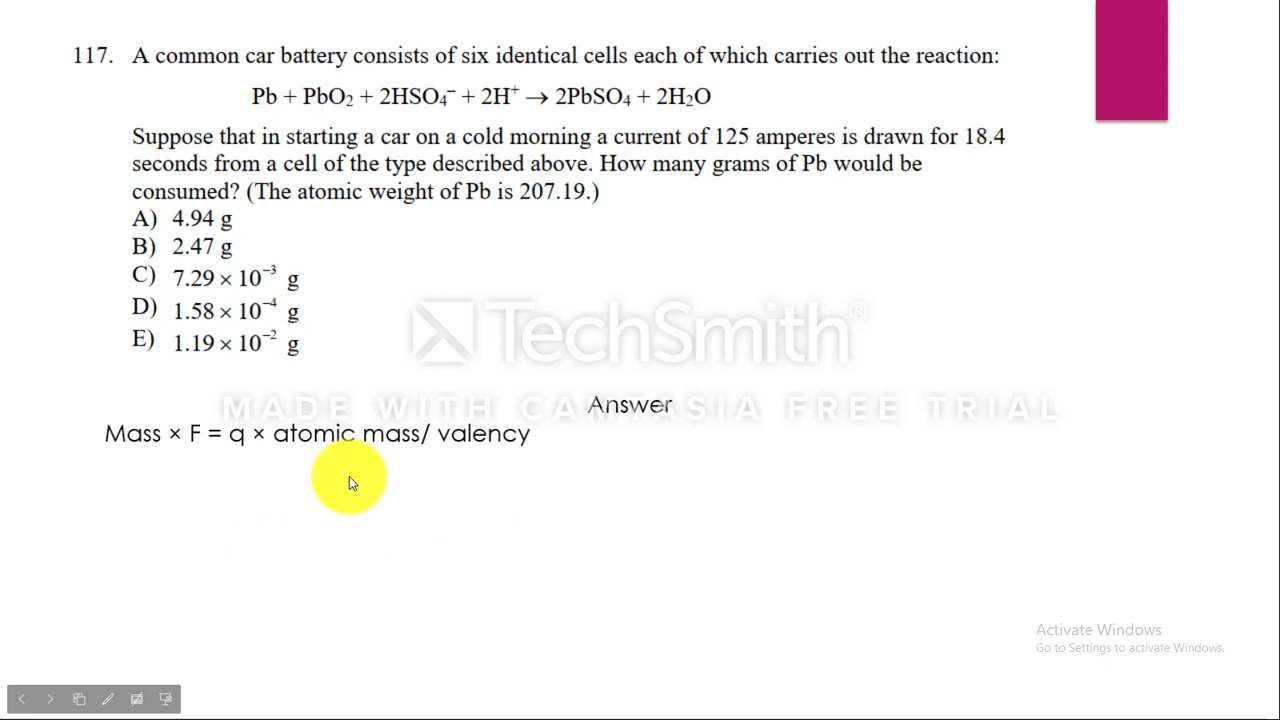 117. A common car battery consists of six identical cells each of which carries out the reaction:
Pb + PbO₂ + 2HSO₄⁻ + 2H⁺ → 2PbSO₄ + 2H₂O
Suppose that in starting a car on a cold morning a current of 125 amperes is drawn for 18.4
seconds from a cell of the type described above. How many grams of Pb would be
consumed? (The atomic weight of Pb is 207.19.)
A) 4.94 g
B) 2.47 g
C) 7.29 × 10⁻³ g
D) 1.58 × 10⁻⁴ g
E) 1.19 × 10⁻² g
TechSmith®
MADE WITH CAMTASIA FREE TRIAL
Answer
Mass × F = q × atomic mass/ valency
Activate Windows
Go to Settings to activate Windows.